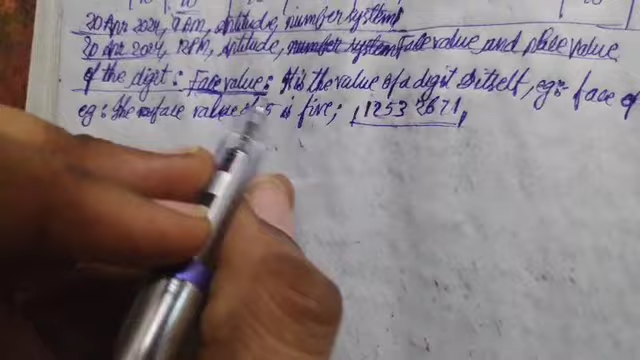 20 Apr 2024, 9 AM, Aptitude, number system
20 Apr 2024, 12PM, Aptitude, number system Face value and place value
of the digit: Face value: It is the value of a digit itself, eg:- face of
eg: The face value of 5 is five; 1253